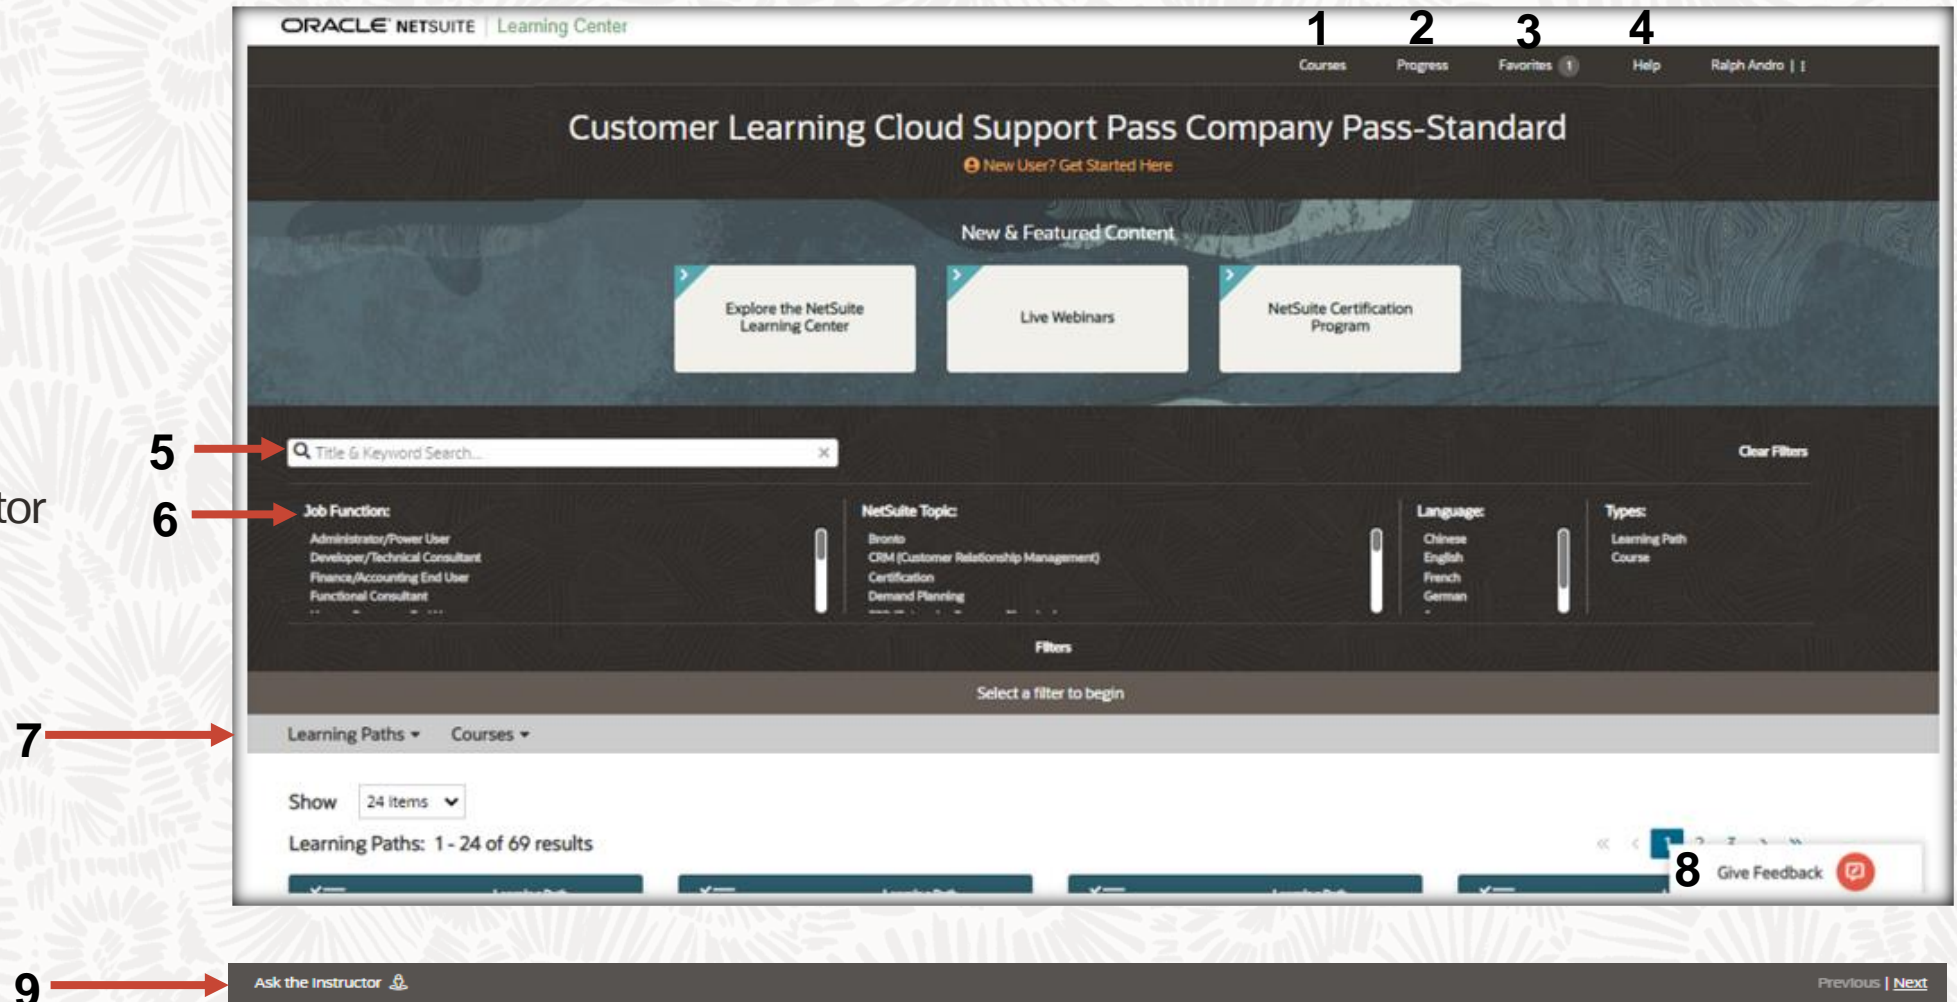 ORACLE NETSUITE | Learning Center
1 2 3 4
Courses Progress Favorites 1 Help Ralph Andro |
Customer Learning Cloud Support Pass Company Pass-Standard
New User? Get Started Here
New & Featured Content
Explore the NetSuite
Learning Center
Live Webinars
NetSuite Certification
Program
5
Title & Keyword Search...
Clear Filters
tor
6
Job Function:
Administrator/Power User
Developer/Technical Consultant
Finance/Accounting End User
Functional Consultant
NetSuite Topic:
Bronto
CRM (Customer Relationship Management)
Certification
Demand Planning
Language:
Chinese
English
French
German
Types:
Learning Path
Course
Filters
Select a filter to begin
7
Learning Paths Courses
Show 24 items
Learning Paths: 1 - 24 of 69 results
« ‹ 1
8 Give Feedback
9
Ask the Instructor
Previous | Next